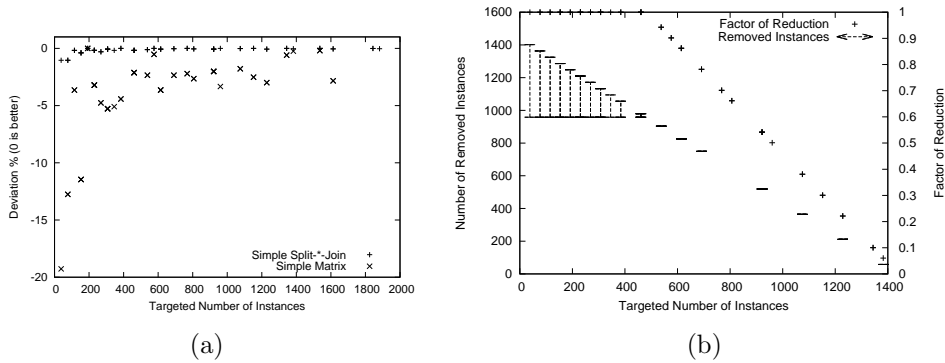 0
-5
-10
-15
-20
Deviation % (0 is better)
Simple Split-*-Join
Simple Matrix
0 200 400 600 800 1000 1200 1400 1600 1800 2000
Targeted Number of Instances
(a)
1600
1400
1200
1000
800
600
400
200
0
Number of Removed Instances
Factor of Reduction
Removed Instances
1
0.9
0.8
0.7
0.6
0.5
0.4
0.3
0.2
0.1
0
Factor of Reduction
0 200 400 600 800 1000 1200 1400
Targeted Number of Instances
(b)